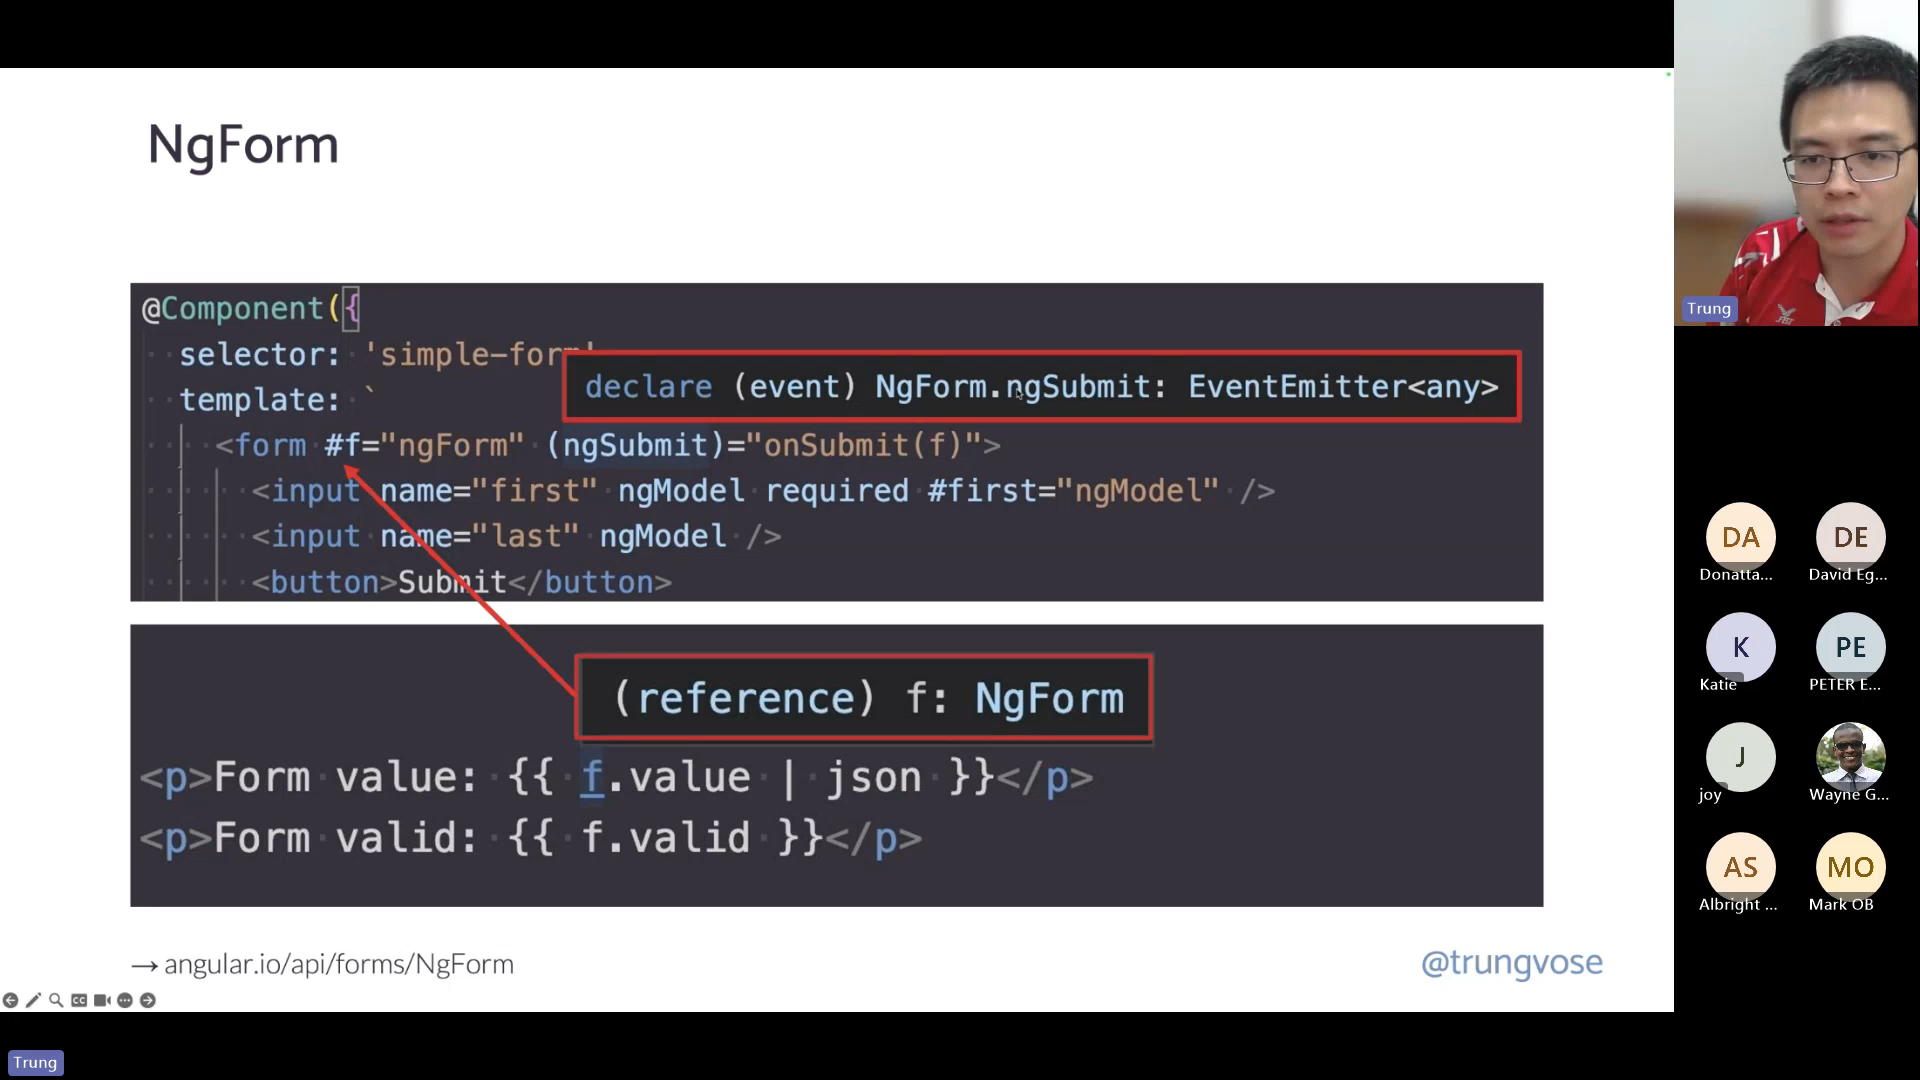 NgForm
@Component({
selector: 'simple-form'
declare (event) NgForm.ngSubmit: EventEmitter<any>
template: `
<form #f="ngForm" (ngSubmit)="onSubmit(f)">
<input name="first" ngModel required #first="ngModel" />
<input name="last" ngModel />
<button>Submit</button>
(reference) f: NgForm
<p>Form value: {{ f.value | json }}</p>
<p>Form valid: {{ f.valid }}</p>
→ angular.io/api/forms/NgForm
@trungvose
CC
Trung
Trung
DA
DE
Donatta...
David Eg...
K
PE
Katie
PETER E...
J
joy
Wayne G...
AS
MO
Albright ...
Mark OB